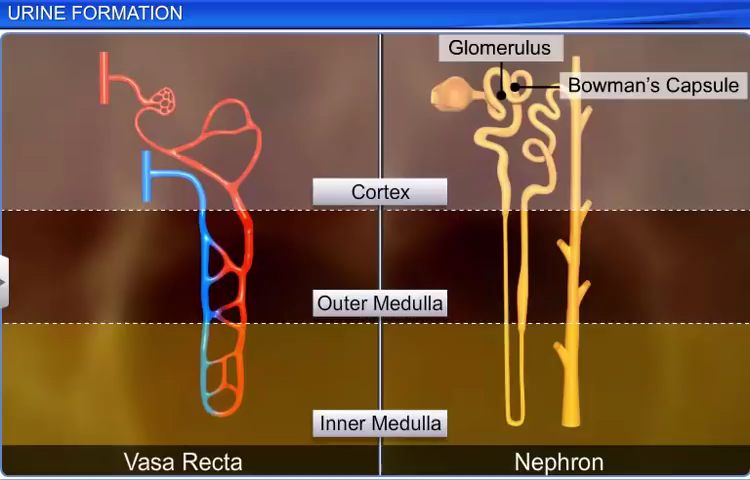 URINE FORMATION
Glomerulus
Bowman's Capsule
Cortex
Outer Medulla
Inner Medulla
Vasa Recta
Nephron